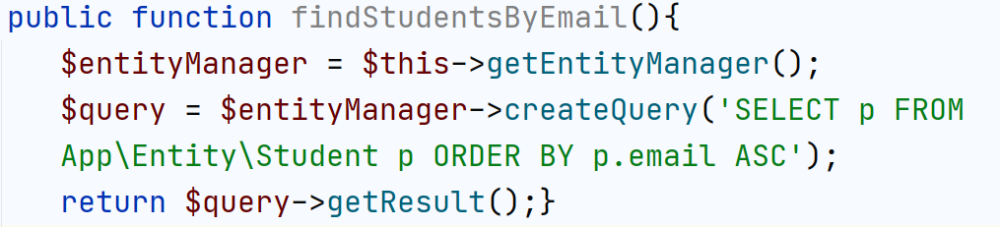 public function findStudentsByEmail(){
$entityManager = $this->getEntityManager();
$query = $entityManager->createQuery('SELECT p FROM
App\Entity\Student p ORDER BY p.email ASC');
return $query->getResult();}